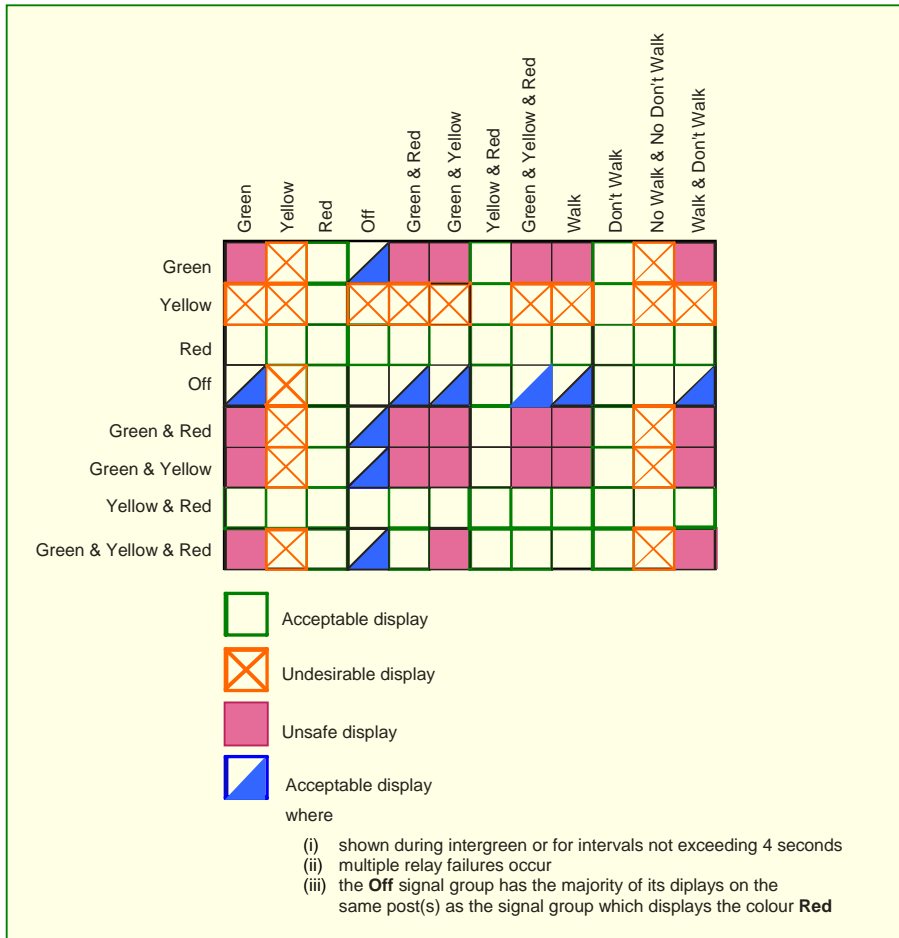 Green
Yellow
Red
Off
Green & Red
Green & Yellow
Yellow & Red
Green & Yellow & Red
Walk
Don't Walk
No Walk & No Don't Walk
Walk & Don't Walk
Green
Yellow
Red
Off
Green & Red
Green & Yellow
Yellow & Red
Green & Yellow & Red
Acceptable display
Undesirable display
Unsafe display
Acceptable display
where
(i) shown during intergreen or for intervals not exceeding 4 seconds
(ii) multiple relay failures occur
(iii) the Off signal group has the majority of its diplays on the
same post(s) as the signal group which displays the colour Red